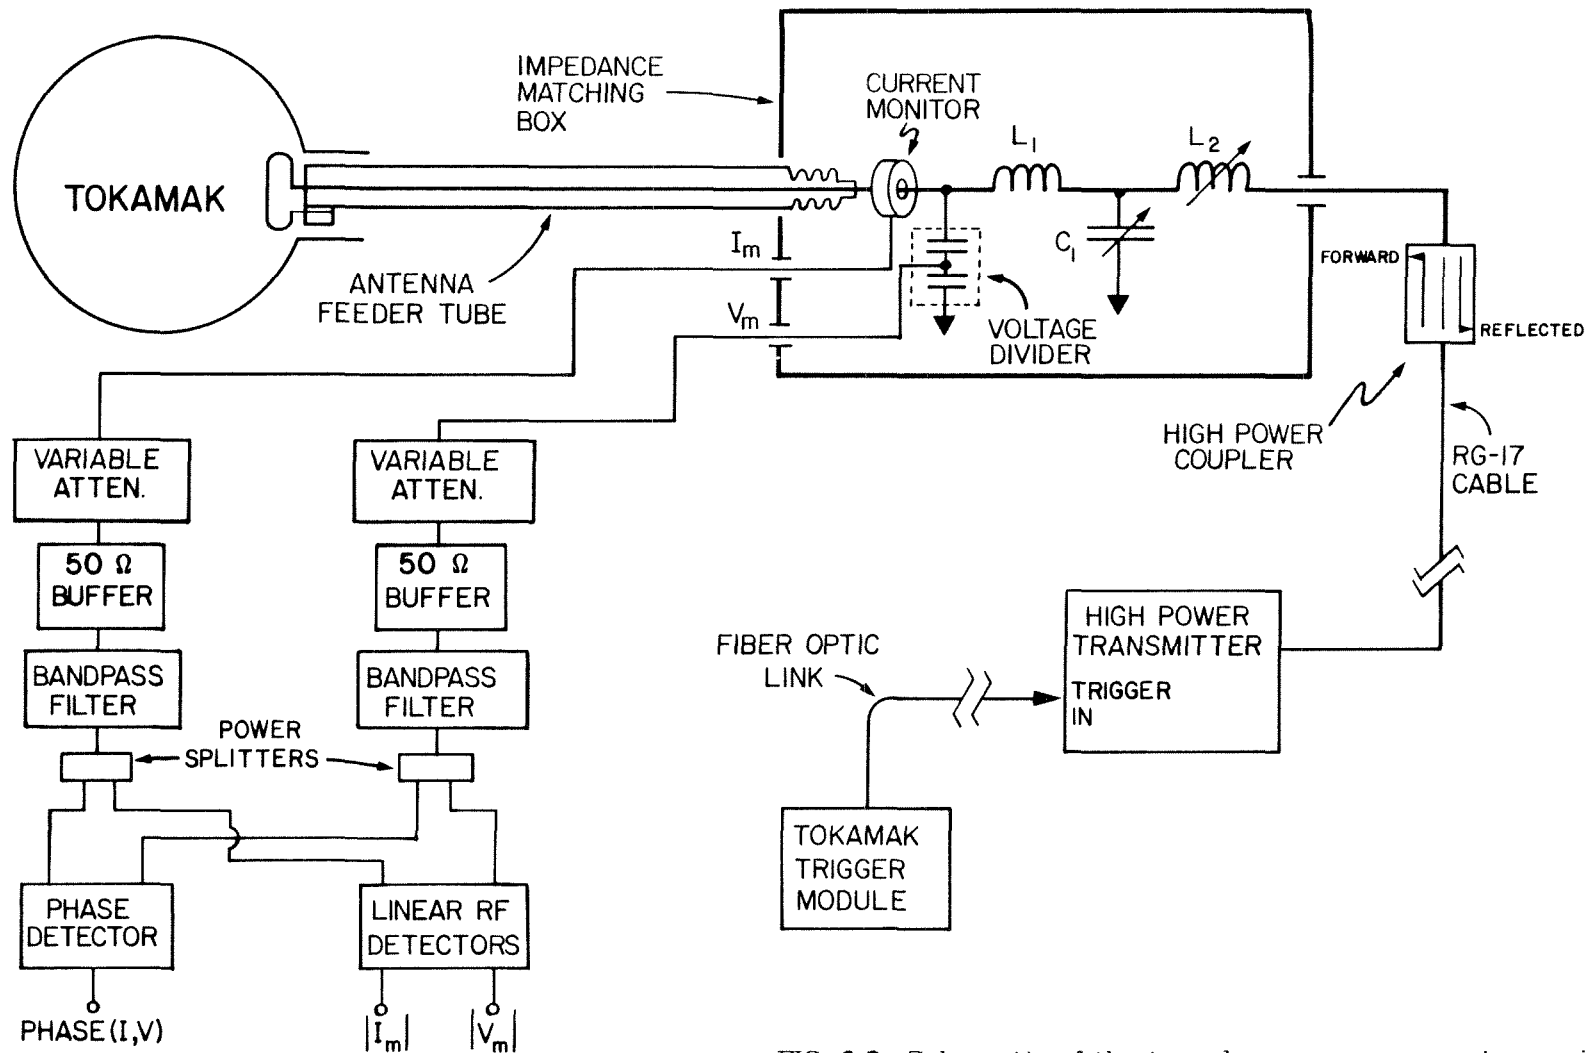 IMPEDANCE
MATCHING
BOX
CURRENT
MONITOR
L1
L2
TOKAMAK
Im
C1
FORWARD
REFLECTED
ANTENNA
FEEDER TUBE
Vm
VOLTAGE
DIVIDER
HIGH POWER
COUPLER
RG-17
CABLE
VARIABLE
ATTEN.
VARIABLE
ATTEN.
50 Ω
BUFFER
50 Ω
BUFFER
BANDPASS
FILTER
BANDPASS
FILTER
POWER
SPLITTERS
FIBER OPTIC
LINK
HIGH POWER
TRANSMITTER
TRIGGER
IN
TOKAMAK
TRIGGER
MODULE
PHASE
DETECTOR
LINEAR RF
DETECTORS
PHASE(I,V)
|Im|
|Vm|